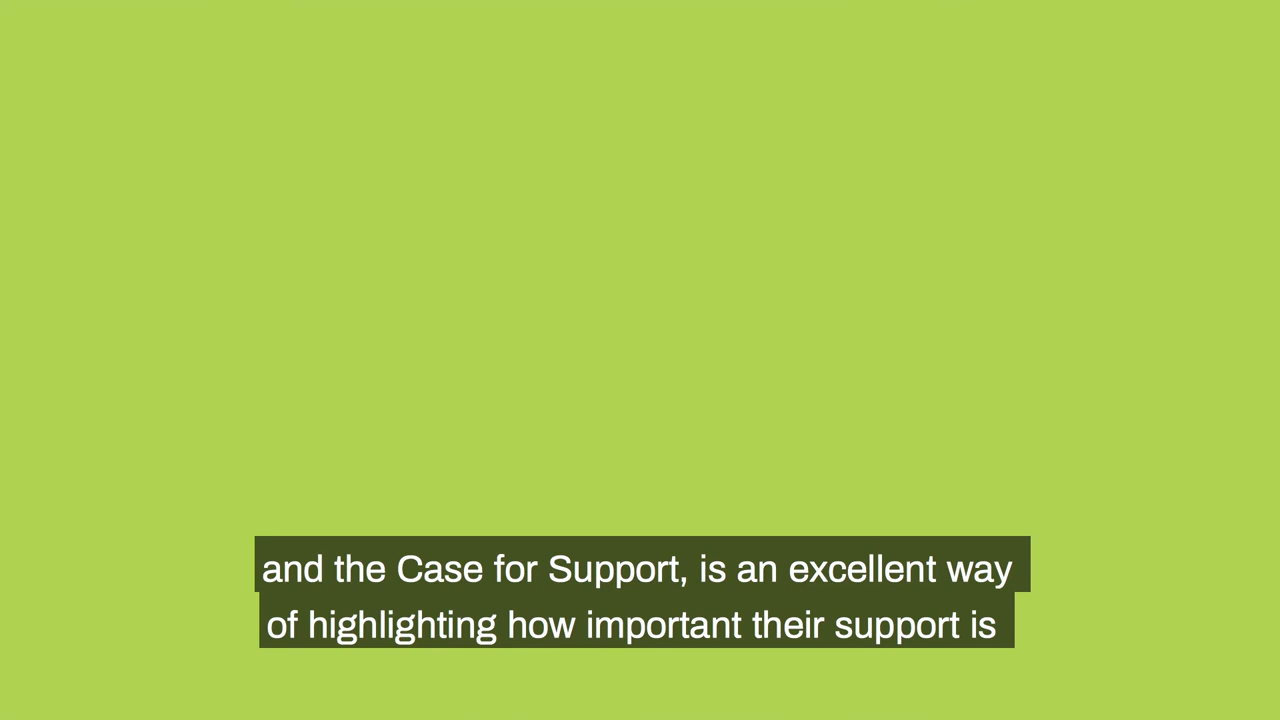 and the Case for Support, is an excellent way
of highlighting how important their support is